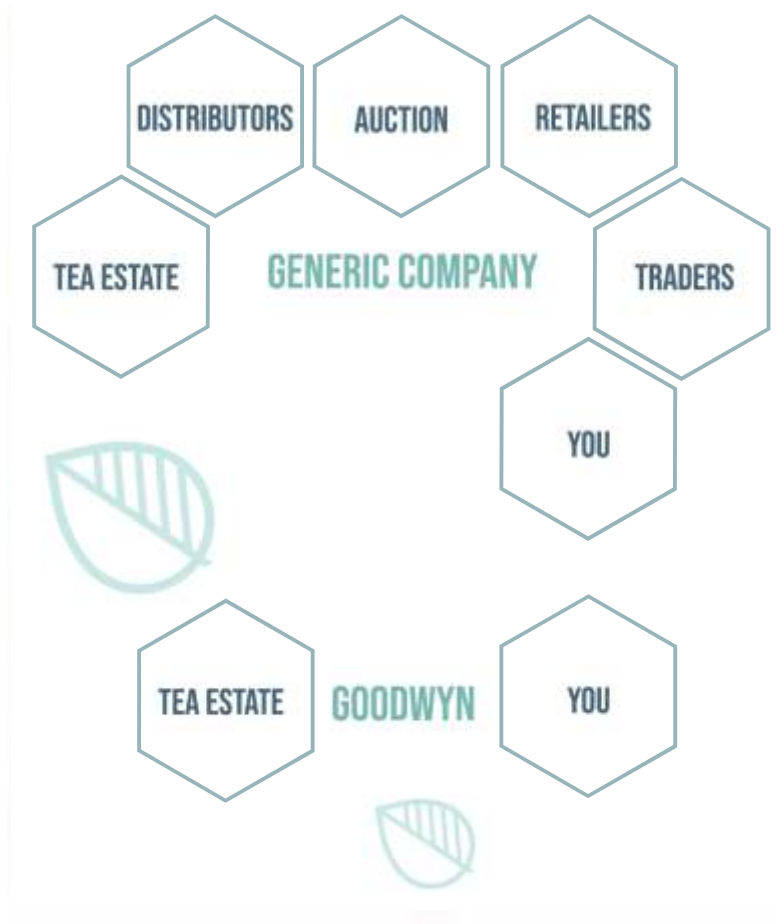 DISTRIBUTORS
AUCTION
RETAILERS
TEA ESTATE
GENERIC COMPANY
TRADERS
YOU
TEA ESTATE
GOODWYN
YOU